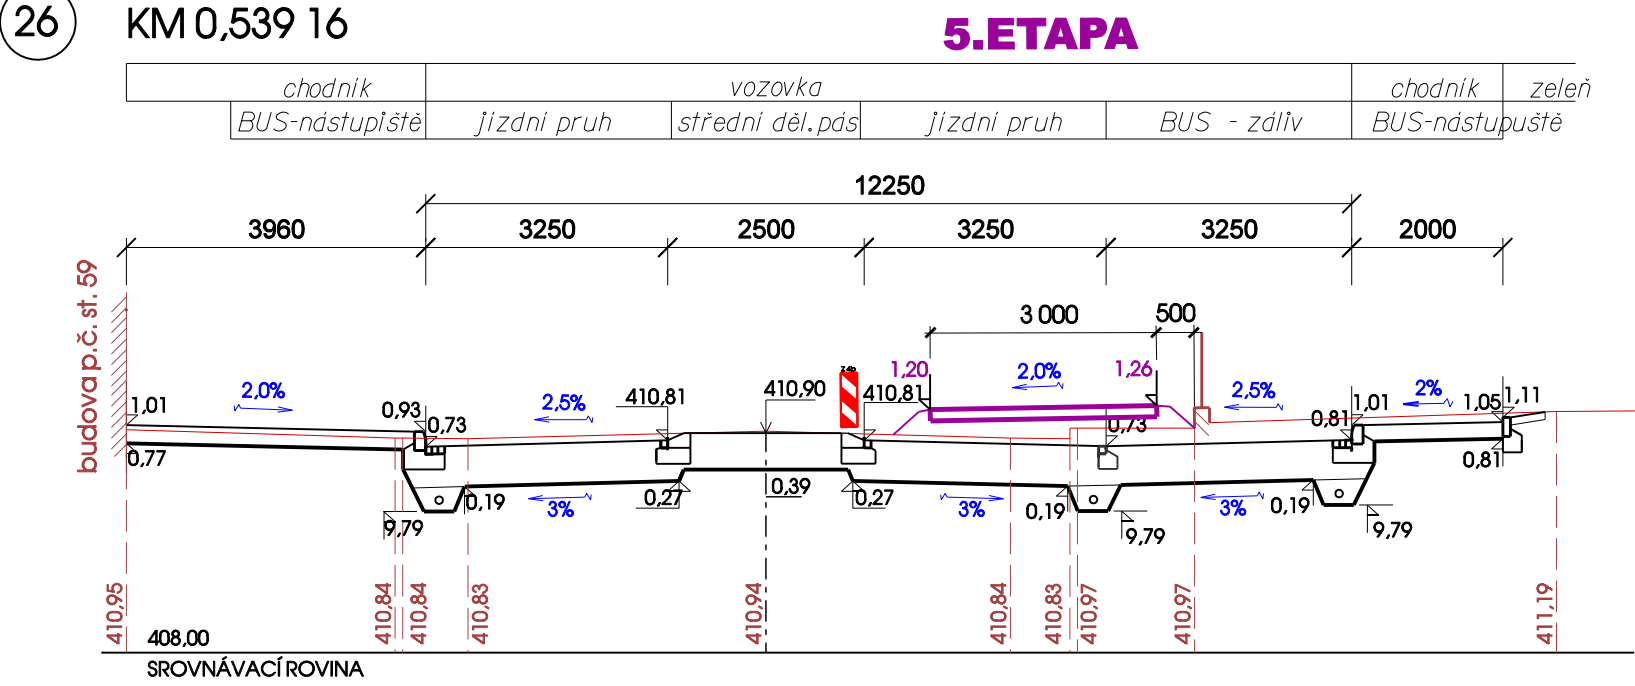 26 KM 0,539 16 5.ETAPA
chodník vozovka chodník zeleň
BUS-nástupiště jízdní pruh střední děl.pás jízdní pruh BUS - záliv BUS-nástupuště
12250
3960 3250 2500 3250 3250 2000
budova p.č. st. 59
3 000 500
1,20 2,0% 1,26
2,0% 2,5% 410,81 410,90 410,81 2,5% 2% 1,11
1,01 0,93 0,73 0,73 0,81 1,01 1,05
0,77 0,81
0,19 3% 0,27 0,39 0,27 3% 0,19 3% 0,19
9,79 9,79 9,79
410,95 410,84 410,84 410,83 410,94 410,84 410,83 410,97 410,97 411,19
408,00
SROVNÁVACÍ ROVINA